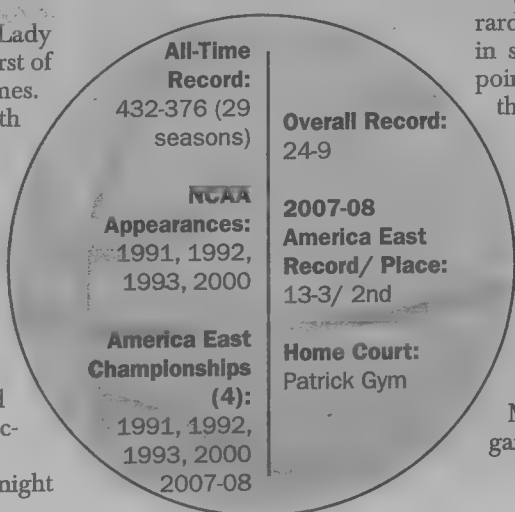 Lady
rst of
nes.
th
night
All-Time
Record:
432-376 (29
seasons)
NCAA
Appearances:
1991, 1992,
1993, 2000
America East
Championships
(4):
1991, 1992,
1993, 2000
2007-08
Overall Record:
24-9
2007-08
America East
Record/ Place:
13-3/ 2nd
Home Court:
Patrick Gym
rard
in s
poin
th
gar